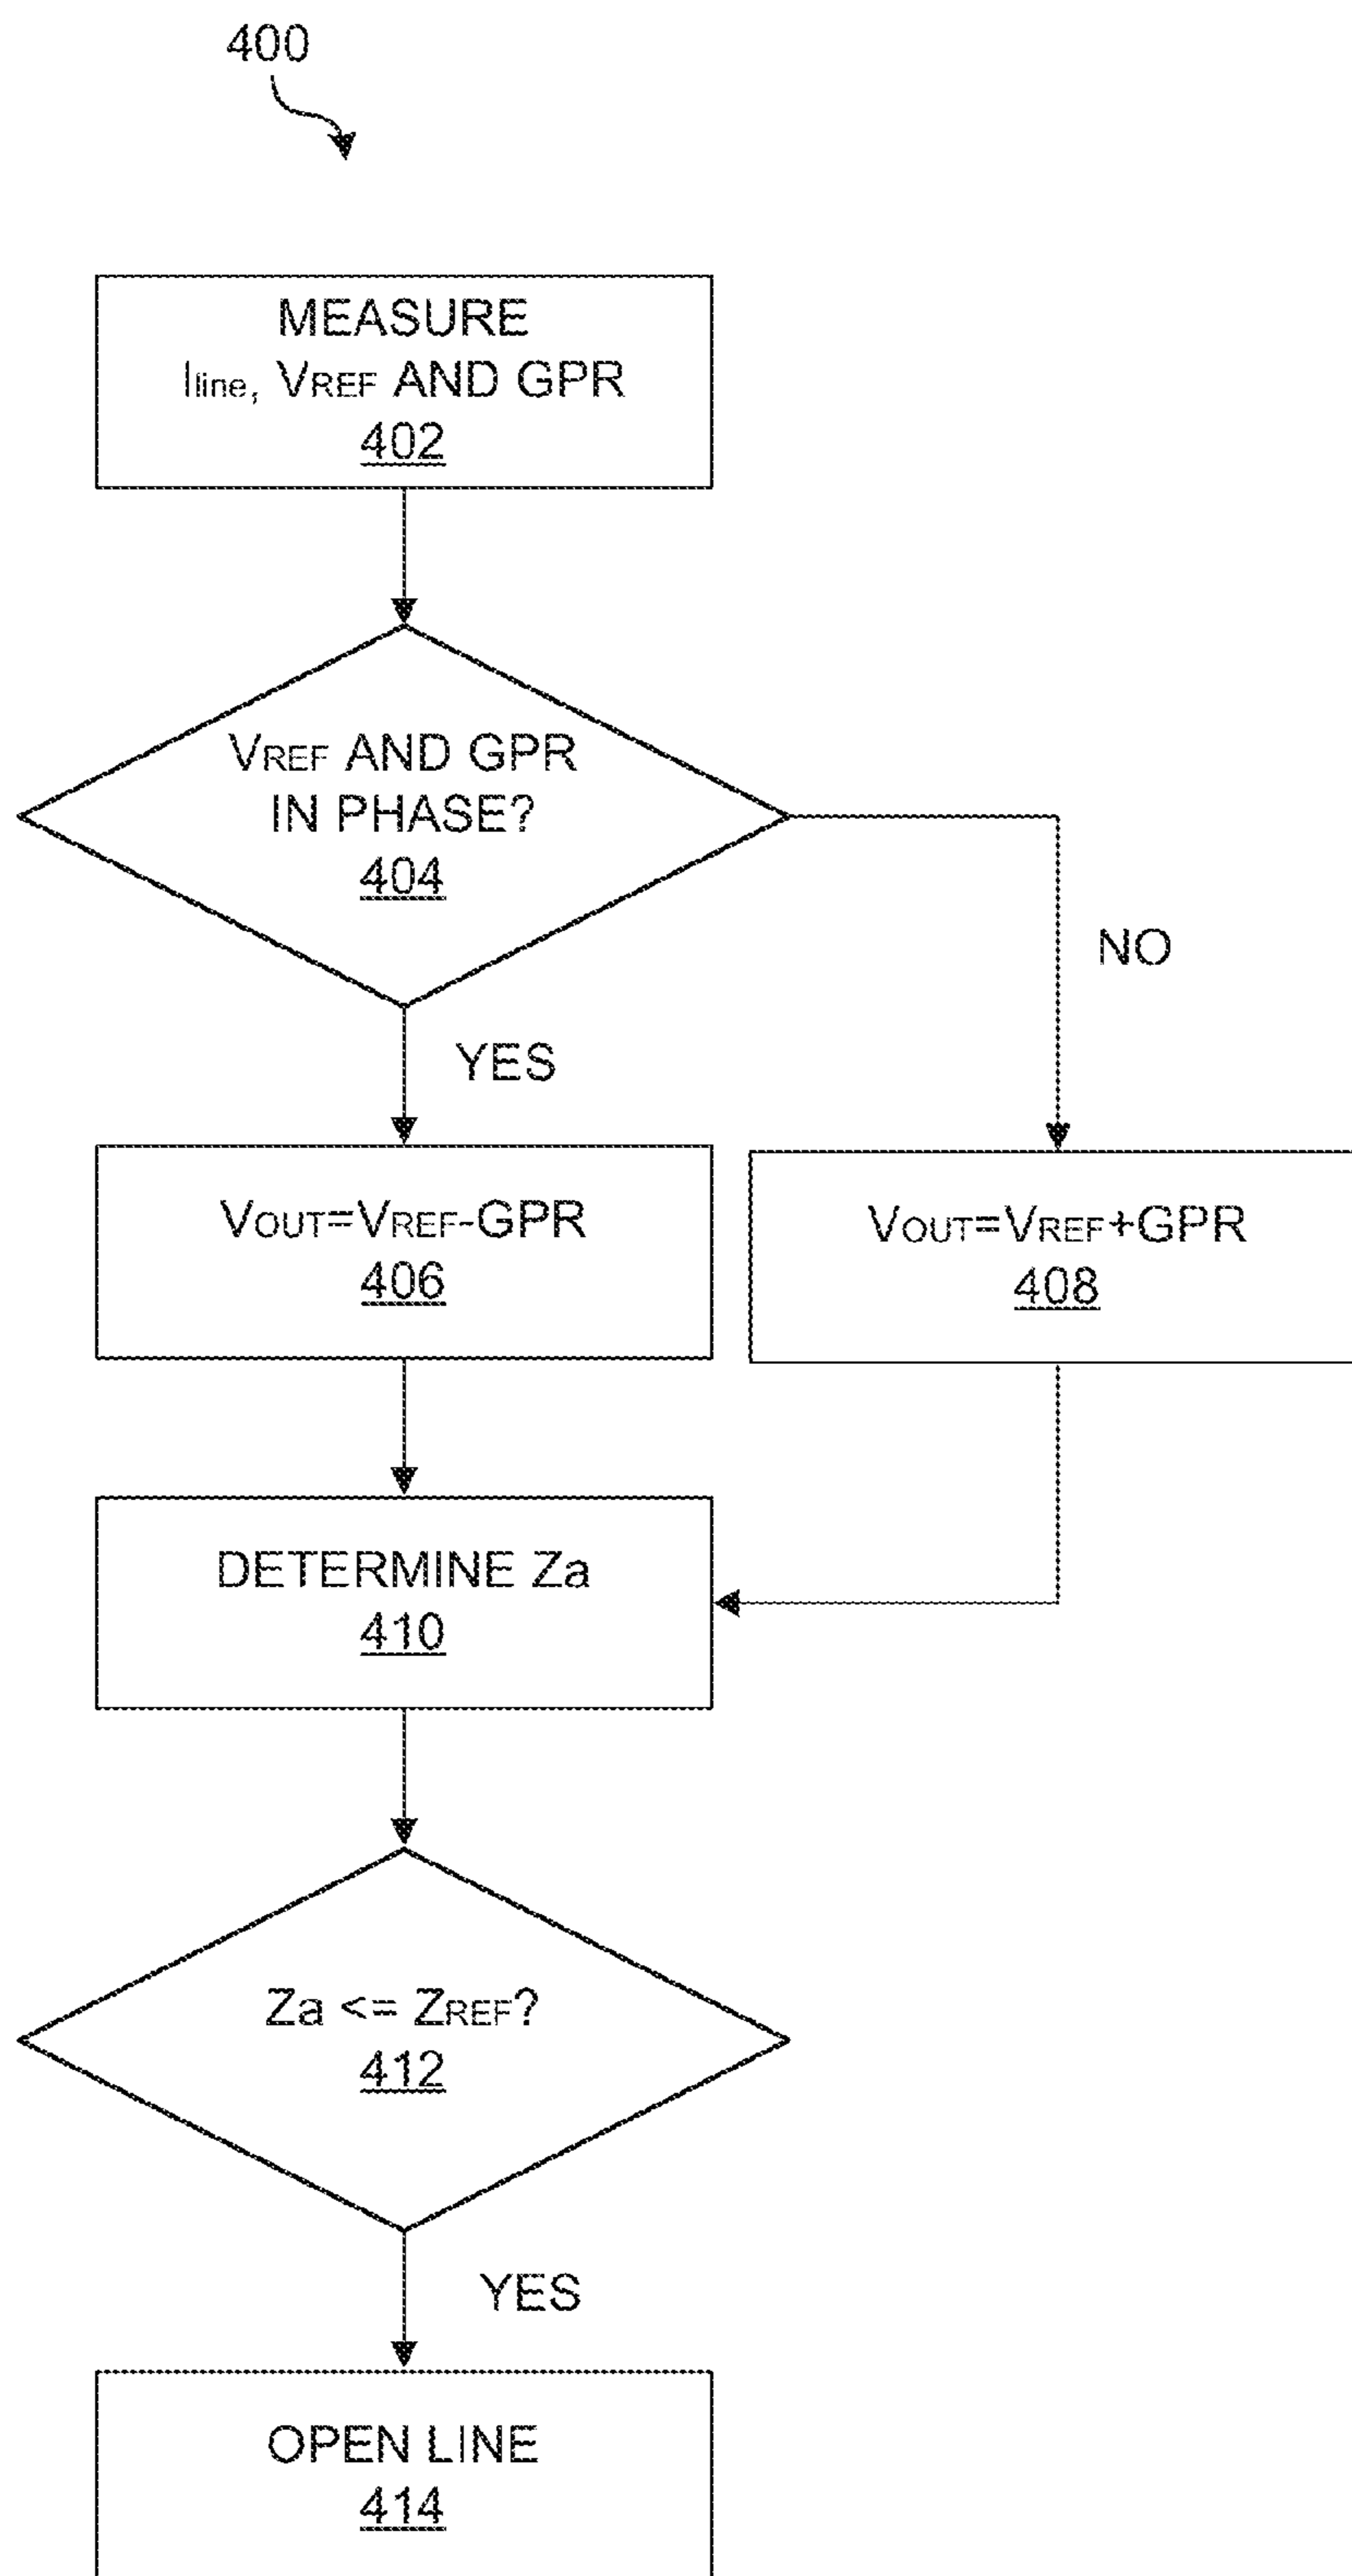 400
MEASURE
Iline, VREF AND GPR
402
VREF AND GPR
IN PHASE?
404
NO
YES
VOUT=VREF-GPR
406
VOUT=VREF+GPR
408
DETERMINE Za
410
Za <= ZREF?
412
YES
OPEN LINE
414